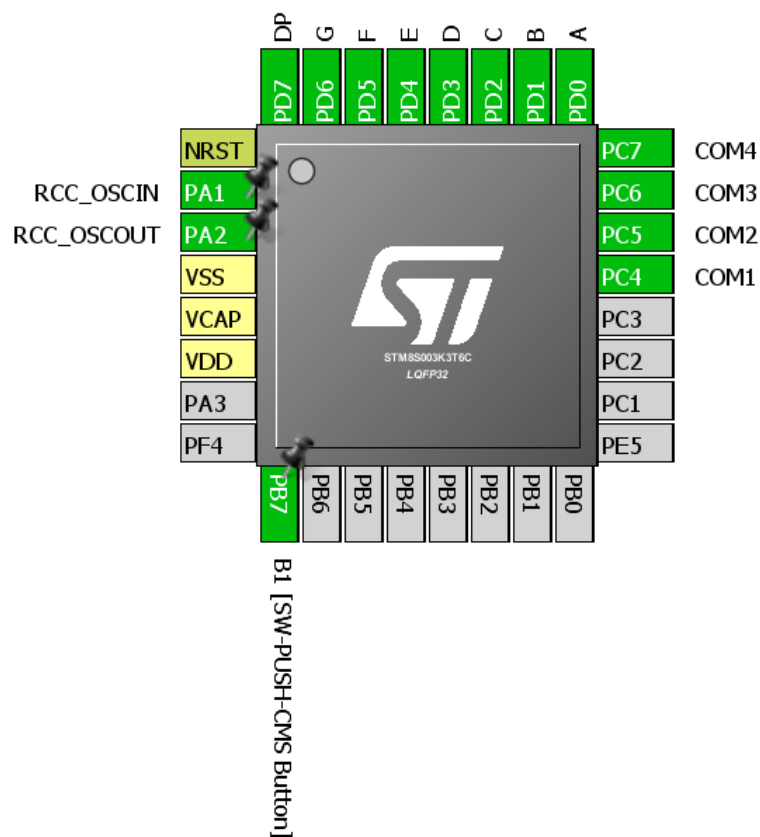 DP G F E D C B A
PD7 PD6 PD5 PD4 PD3 PD2 PD1 PD0
NRST
RCC_OSCIN PA1
RCC_OSCOUT PA2
VSS
VCAP
VDD
PA3
PF4
ST
STM8S003K3T6C
LQFP32
PC7 COM4
PC6 COM3
PC5 COM2
PC4 COM1
PC3
PC2
PC1
PE5
PB7 PB6 PB5 PB4 PB3 PB2 PB1 PB0
B1 [SW-PUSH-CMS Button]